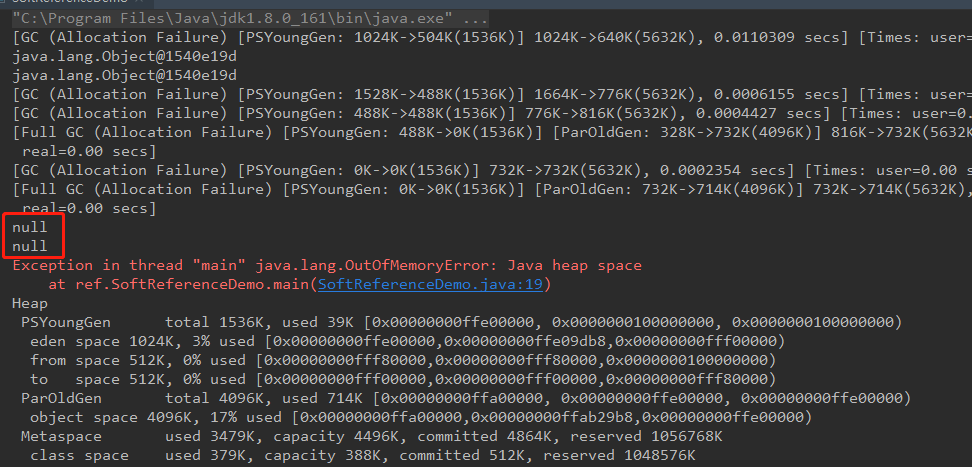 SoftReferenceDemo
"C:\Program Files\Java\jdk1.8.0_161\bin\java.exe" ...
[GC (Allocation Failure) [PSYoungGen: 1024K->504K(1536K)] 1024K->640K(5632K), 0.0110309 secs] [Times: user=
java.lang.Object@1540e19d
java.lang.Object@1540e19d
[GC (Allocation Failure) [PSYoungGen: 1528K->488K(1536K)] 1664K->776K(5632K), 0.0006155 secs] [Times: user=
[GC (Allocation Failure) [PSYoungGen: 488K->488K(1536K)] 776K->816K(5632K), 0.0004427 secs] [Times: user=0.
[Full GC (Allocation Failure) [PSYoungGen: 488K->0K(1536K)] [ParOldGen: 328K->732K(4096K)] 816K->732K(5632K
real=0.00 secs]
[GC (Allocation Failure) [PSYoungGen: 0K->0K(1536K)] 732K->732K(5632K), 0.0002354 secs] [Times: user=0.00 s
[Full GC (Allocation Failure) [PSYoungGen: 0K->0K(1536K)] [ParOldGen: 732K->714K(4096K)] 732K->714K(5632K),
real=0.00 secs]
null
null
Exception in thread "main" java.lang.OutOfMemoryError: Java heap space
at ref.SoftReferenceDemo.main(SoftReferenceDemo.java:19)
Heap
PSYoungGen total 1536K, used 39K [0x00000000ffe00000, 0x0000000100000000, 0x0000000100000000)
eden space 1024K, 3% used [0x00000000ffe00000,0x00000000ffe09db8,0x00000000fff00000)
from space 512K, 0% used [0x00000000fff80000,0x00000000fff80000,0x0000000100000000)
to space 512K, 0% used [0x00000000fff00000,0x00000000fff00000,0x00000000fff80000)
ParOldGen total 4096K, used 714K [0x00000000ffa00000, 0x00000000ffe00000, 0x00000000ffe00000)
object space 4096K, 17% used [0x00000000ffa00000,0x00000000ffab29b8,0x00000000ffe00000)
Metaspace used 3479K, capacity 4496K, committed 4864K, reserved 1056768K
class space used 379K, capacity 388K, committed 512K, reserved 1048576K